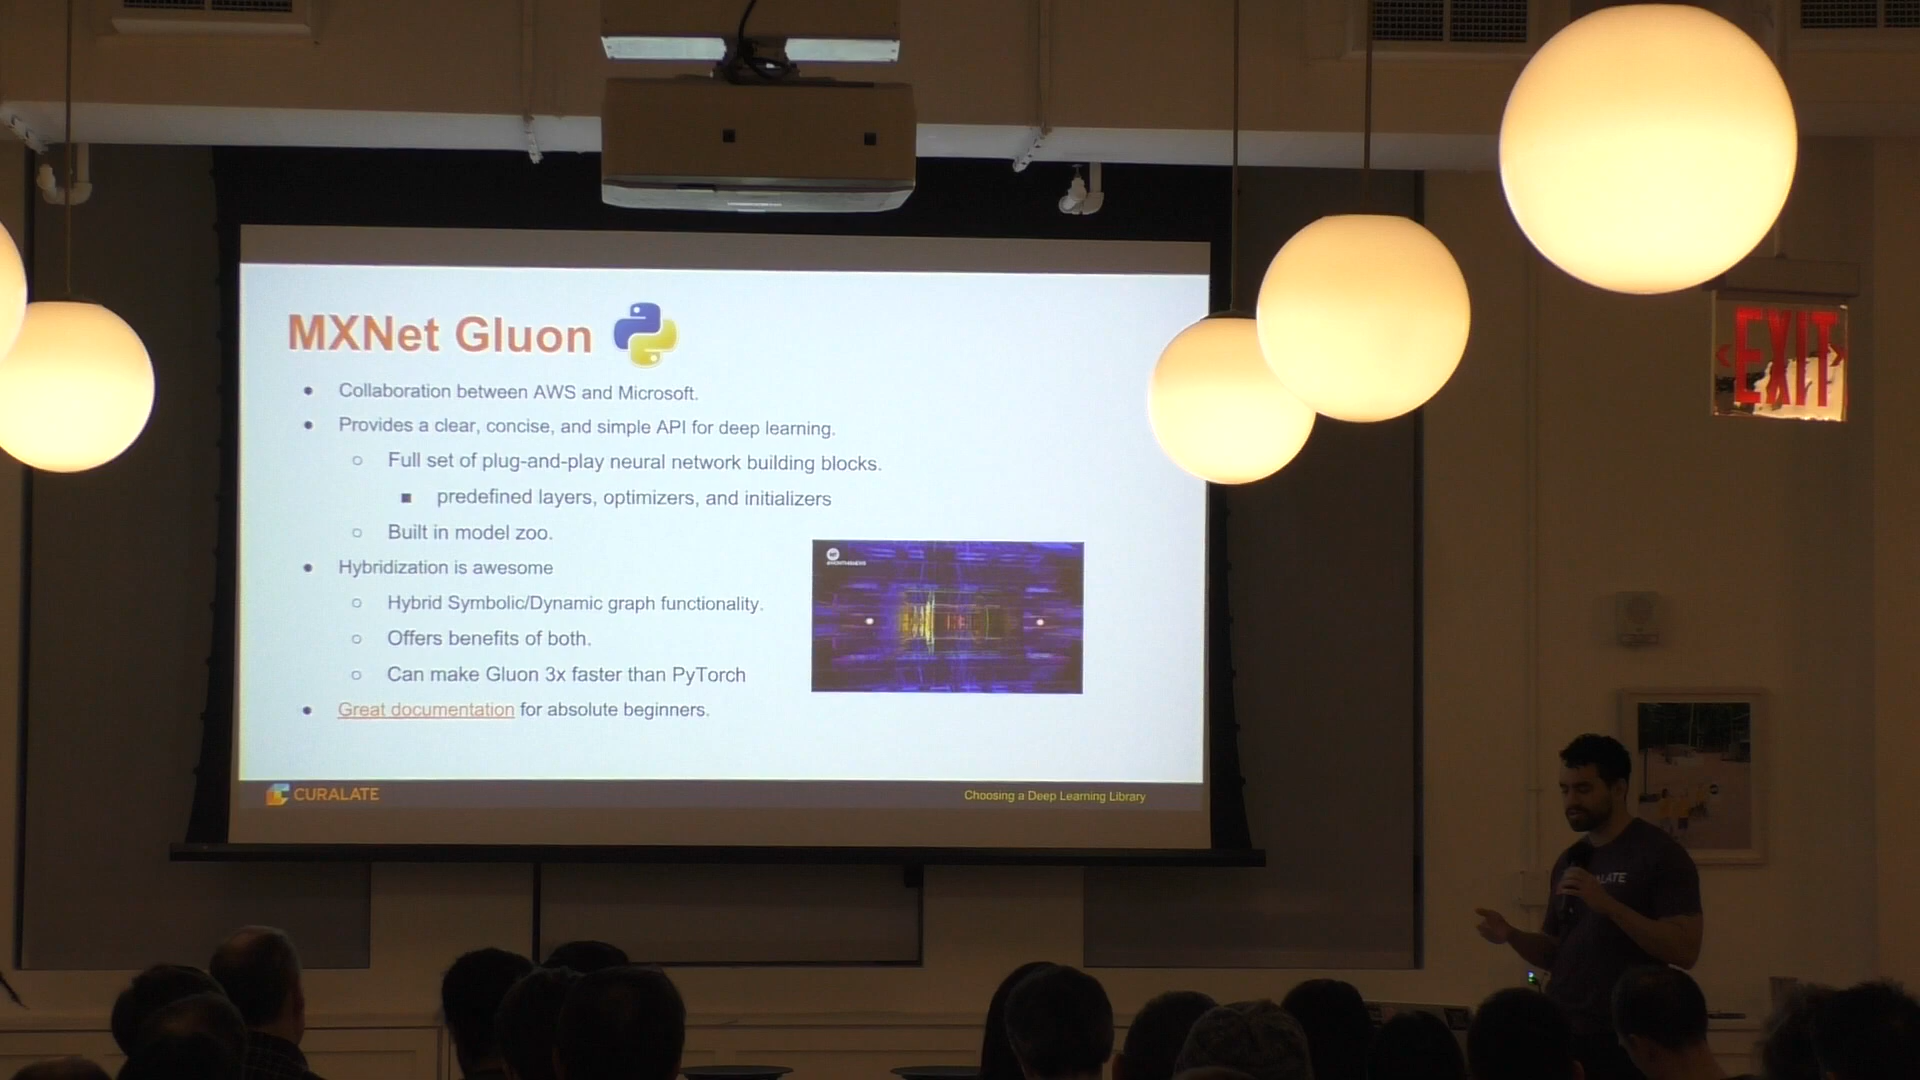 MXNet Gluon
EXIT
Collaboration between AWS and Microsoft.
Provides a clear, concise, and simple API for deep learning.
Full set of plug-and-play neural network building blocks.
predefined layers, optimizers, and initializers
Built in model zoo.
Hybridization is awesome
Hybrid Symbolic/Dynamic graph functionality.
Offers benefits of both.
Can make Gluon 3x faster than PyTorch
Great documentation for absolute beginners.
CURALATE
Choosing a Deep Learning Library